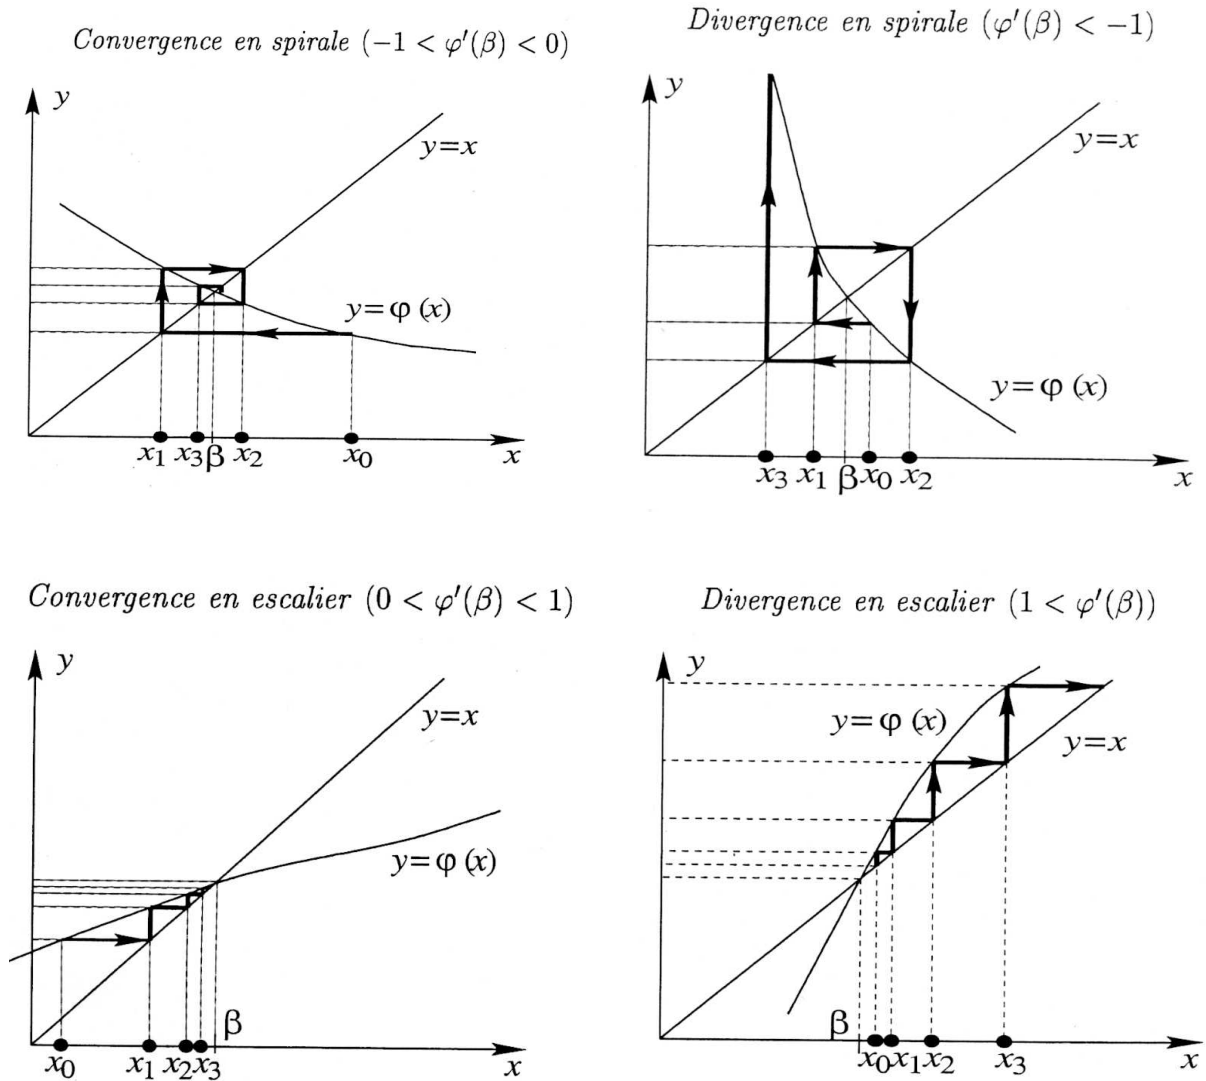 Convergence en spirale (−1 < φ′(β) < 0)
y
y=x
y=φ (x)
x₁ x₃ β x₂ x₀ x
Divergence en spirale (φ′(β) < −1)
y
y=x
y=φ (x)
x₃ x₁ β x₀ x₂ x
Convergence en escalier (0 < φ′(β) < 1)
y
y=x
y=φ (x)
β
x₀ x₁ x₂ x₃ x
Divergence en escalier (1 < φ′(β))
y
y=φ (x)
y=x
β
x₀ x₁ x₂ x₃ x